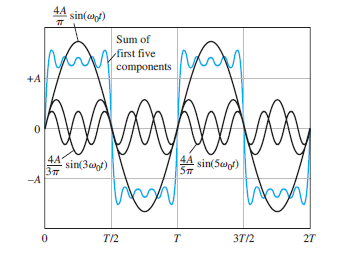 4A/π sin(ω₀t)
Sum of
first five
components
+A
0
4A/3π sin(3ω₀t)
4A/5π sin(5ω₀t)
−A
0 T/2 T 3T/2 2T